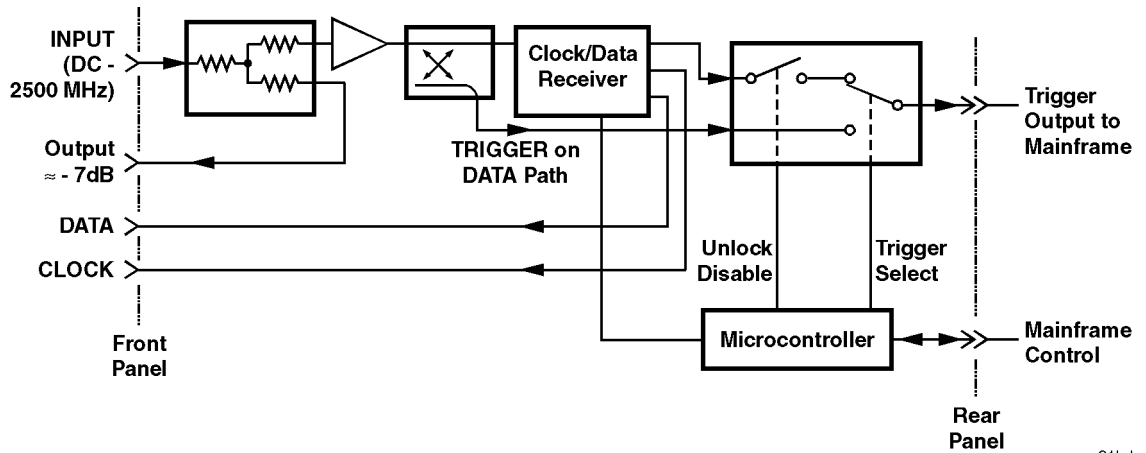 INPUT
(DC -
2500 MHz)
Clock/Data
Receiver
Trigger
Output to
Mainframe
Output
≈ - 7dB
TRIGGER on
DATA Path
DATA
CLOCK
Unlock
Disable
Trigger
Select
Front
Panel
Microcontroller
Mainframe
Control
Rear
Panel